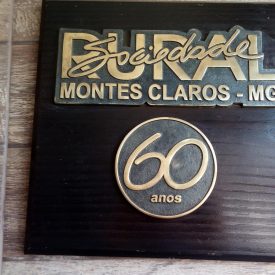 Sociedade
RURAL
MONTES CLAROS - MG
60
anos